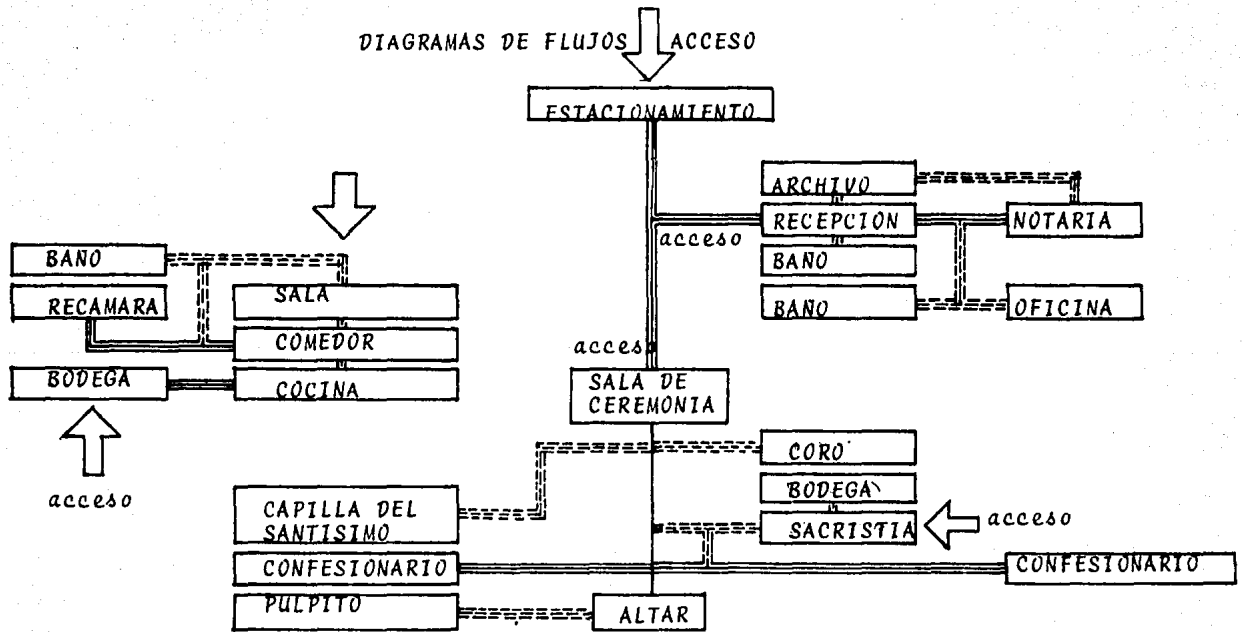 DIAGRAMAS DE FLUJOS
ACCESO
ESTACIONAMIENTO
ARCHIVO
RECEPCION
NOTARIA
acceso
BAÑO
BAÑO
OFICINA
BAÑO
RECAMARA
SALA
COMEDOR
BODEGA
COCINA
acceso
acces
SALA DE
CEREMONIA
CORO
BODEGA
SACRISTIA
acceso
CAPILLA DEL
SANTISIMO
CONFESIONARIO
CONFESIONARIO
PULPITO
ALTAR